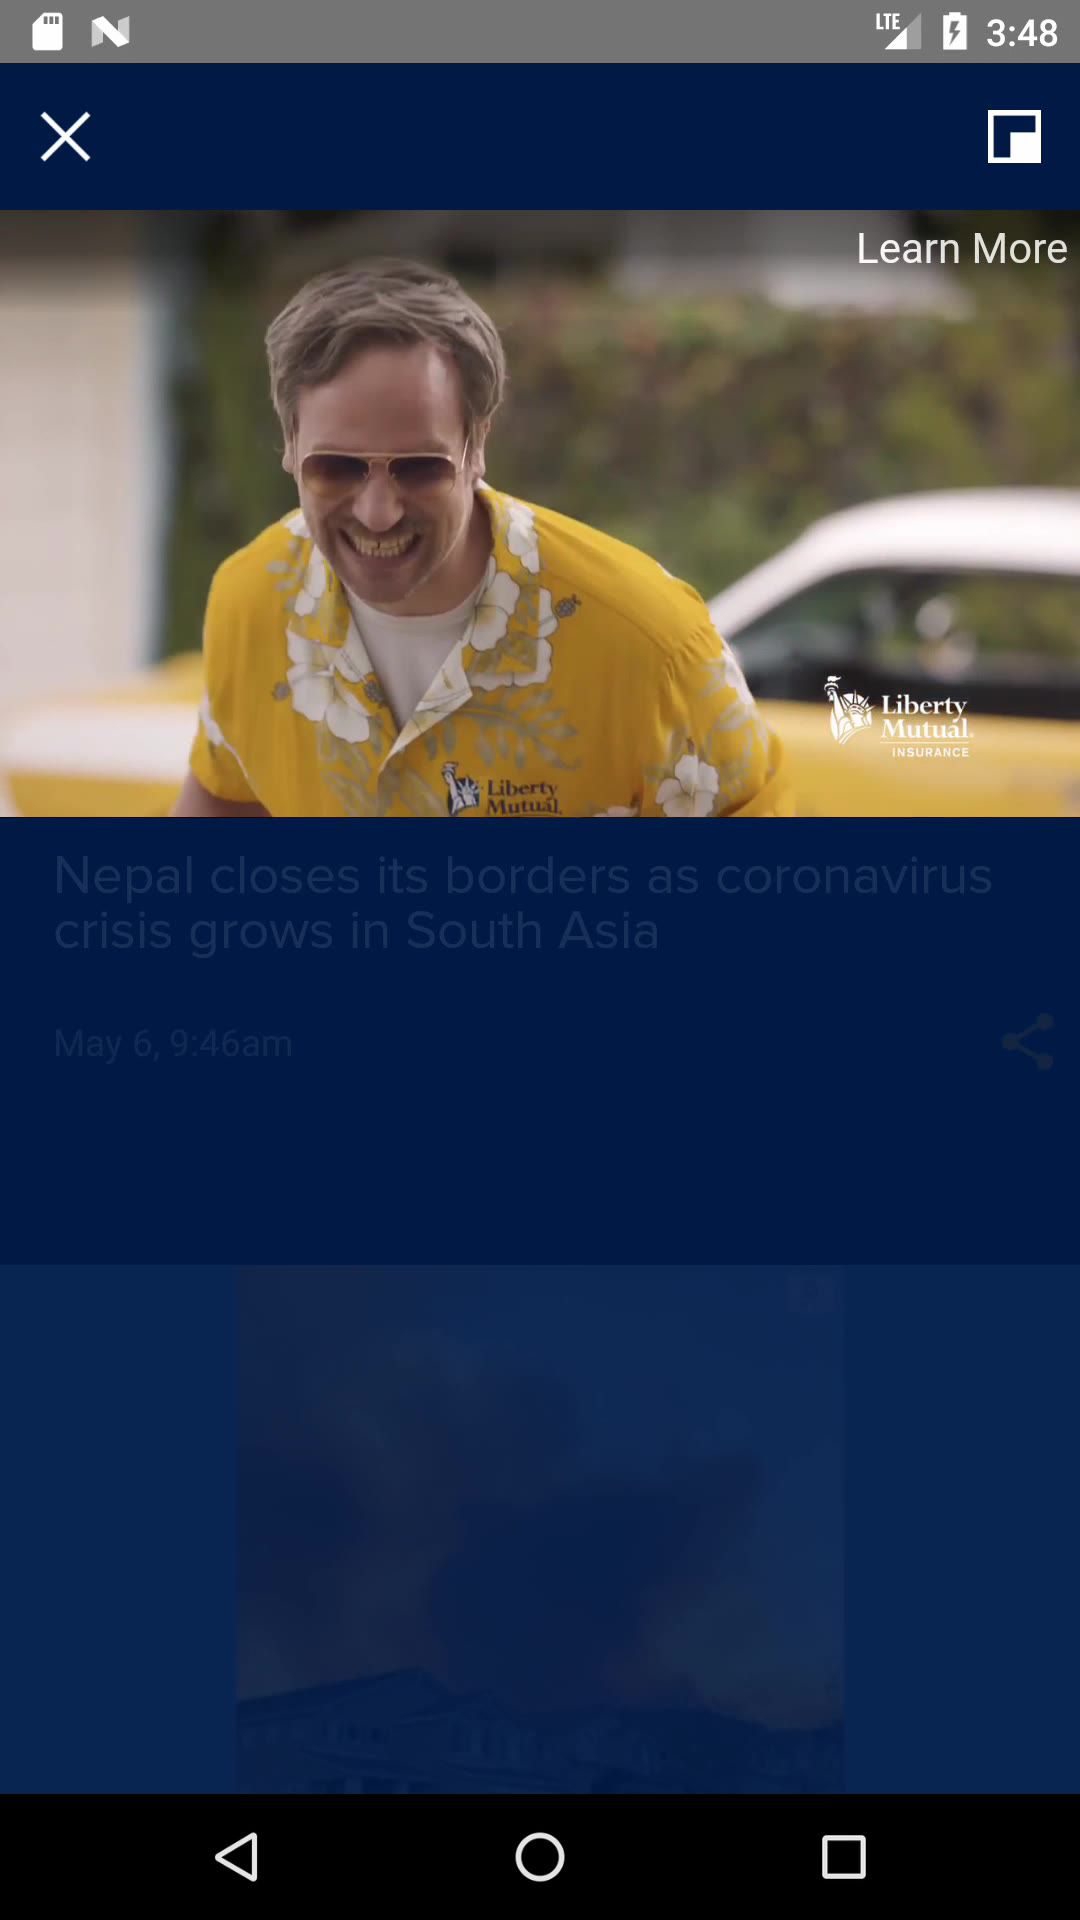 LTE
3:48
Learn More
Liberty
Mutual.
INSURANCE
Liberty
Mutual.
Nepal closes its borders as coronavirus
crisis grows in South Asia
May 6, 9:46am